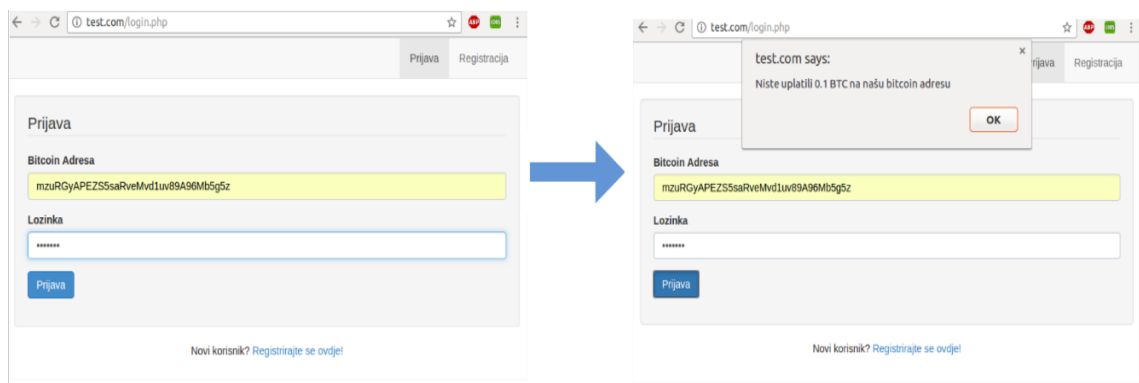 test.com/login.php
ABP
Prijava Registracija
Prijava
Bitcoin Adresa
mzuRGyAPEZS5saRveMvd1uv89A96Mb5g5z
Lozinka
•••••••
Prijava
Novi korisnik? Registrirajte se ovdje!
test.com/login.php
ABP
test.com says:
Niste uplatili 0.1 BTC na našu bitcoin adresu
OK
rijava Registracija
Prijava
Bitcoin Adresa
mzuRGyAPEZS5saRveMvd1uv89A96Mb5g5z
Lozinka
•••••••
Prijava
Novi korisnik? Registrirajte se ovdje!